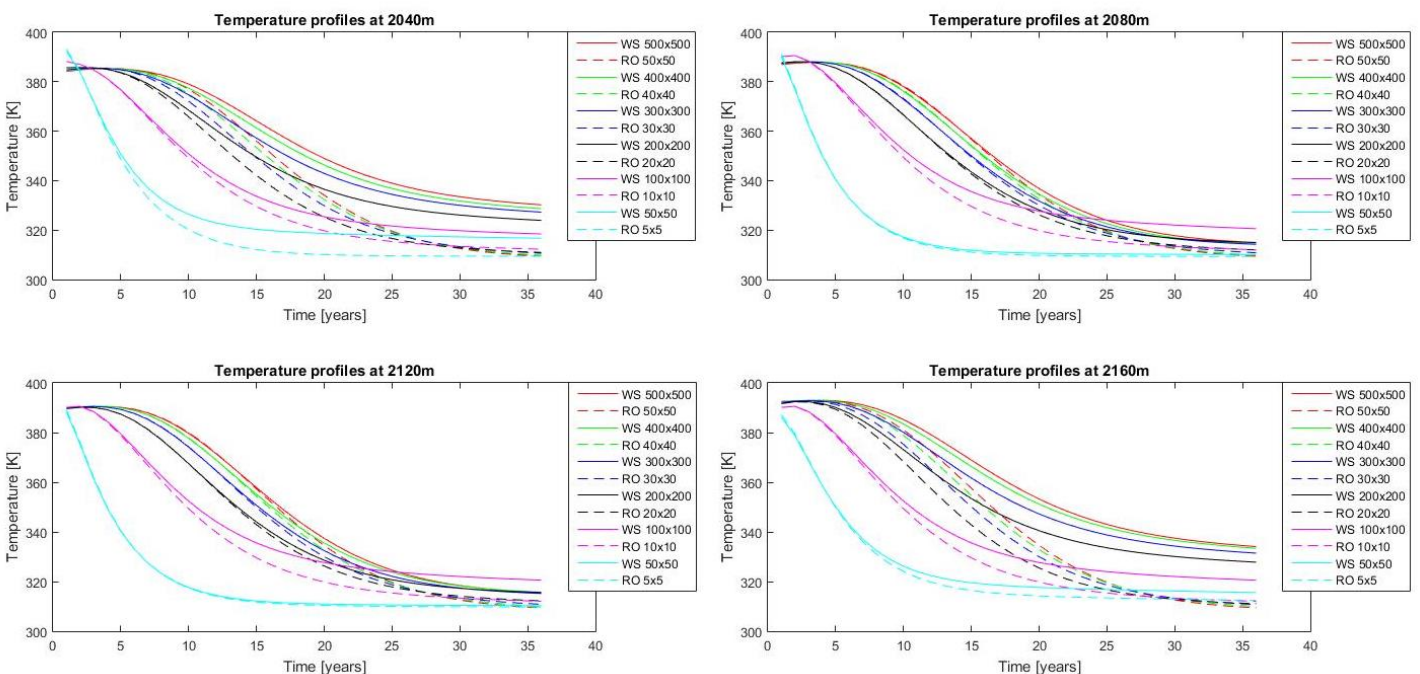 Temperature profiles at 2040m
400
380
360
340
320
300
Temperature [K]
0 5 10 15 20 25 30 35 40
Time [years]
WS 500x500
RO 50x50
WS 400x400
RO 40x40
WS 300x300
RO 30x30
WS 200x200
RO 20x20
WS 100x100
RO 10x10
WS 50x50
RO 5x5
Temperature profiles at 2080m
400
380
360
340
320
300
Temperature [K]
0 5 10 15 20 25 30 35 40
Time [years]
WS 500x500
RO 50x50
WS 400x400
RO 40x40
WS 300x300
RO 30x30
WS 200x200
RO 20x20
WS 100x100
RO 10x10
WS 50x50
RO 5x5
Temperature profiles at 2120m
400
380
360
340
320
300
Temperature [K]
0 5 10 15 20 25 30 35 40
Time [years]
WS 500x500
RO 50x50
WS 400x400
RO 40x40
WS 300x300
RO 30x30
WS 200x200
RO 20x20
WS 100x100
RO 10x10
WS 50x50
RO 5x5
Temperature profiles at 2160m
400
380
360
340
320
300
Temperature [K]
0 5 10 15 20 25 30 35 40
Time [years]
WS 500x500
RO 50x50
WS 400x400
RO 40x40
WS 300x300
RO 30x30
WS 200x200
RO 20x20
WS 100x100
RO 10x10
WS 50x50
RO 5x5